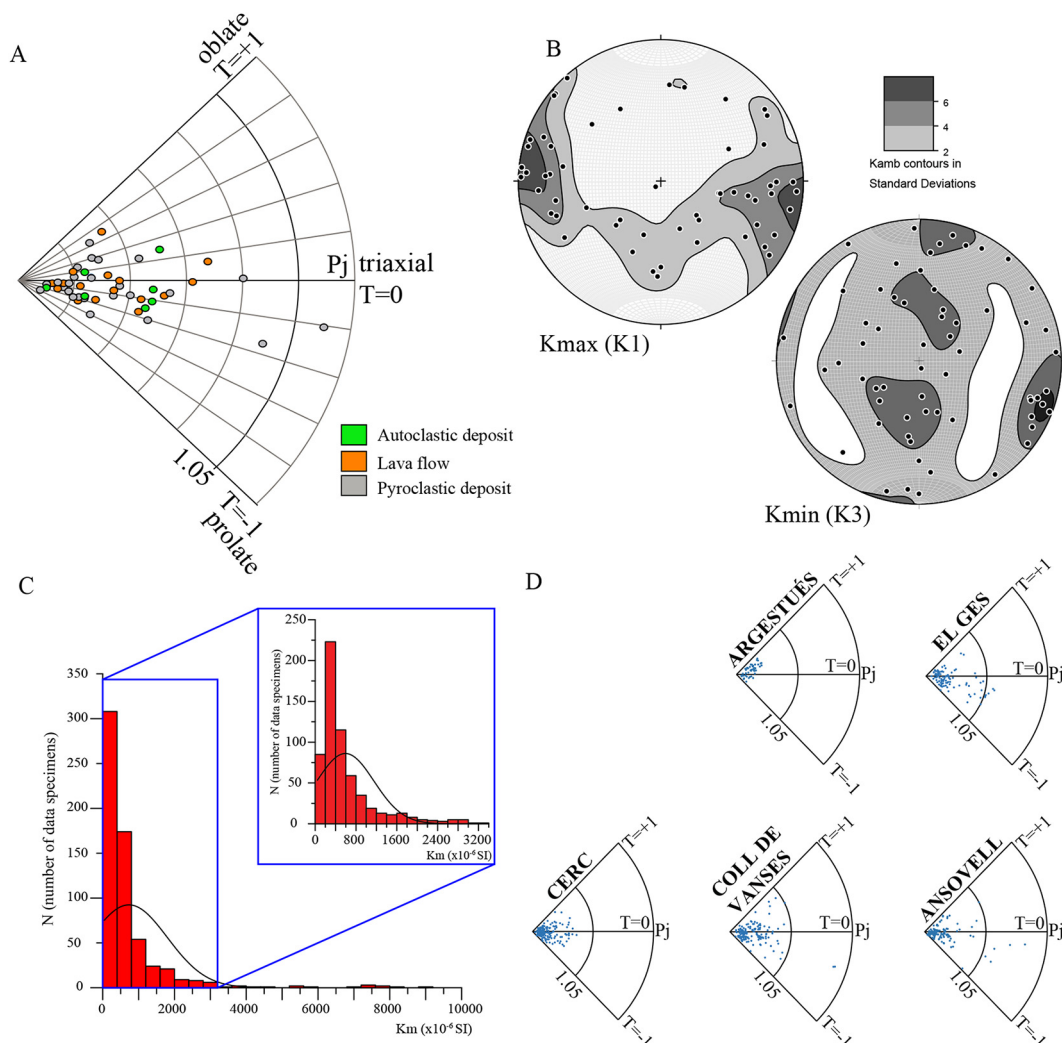 A
oblate
T=+1
Pj triaxial
T=0
1.05
T=-1
prolate
Autoclastic deposit
Lava flow
Pyroclastic deposit
B
6
4
2
Kamb contours in
Standard Deviations
Kmax (K1)
Kmin (K3)
C
N (number of data specimens)
350
300
250
200
150
100
50
0
0
2000
4000
6000
8000
10000
Km (x10⁻⁶ SI)
N (number of data specimens)
250
200
150
100
50
0
0
800
1600
2400
3200
Km (x10⁻⁶ SI)
D
ARGESTUÉS
T=+1
T=0
Pj
1.05
T=-1
EL GES
T=+1
T=0
Pj
1.05
T=-1
CERC
T=+1
T=0
Pj
1.05
T=-1
COLL DE
VANSES
T=+1
T=0
Pj
1.05
T=-1
ANSOVELL
T=+1
T=0
Pj
1.05
T=-1